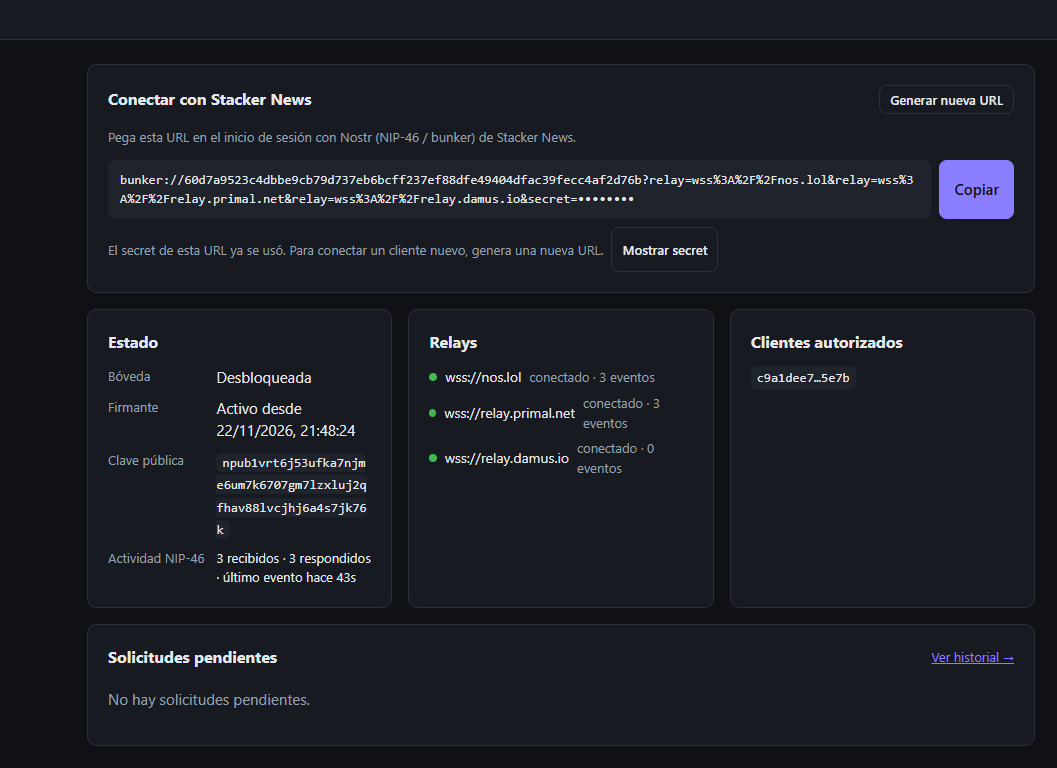 Conectar con Stacker News
Generar nueva URL
Pega esta URL en el inicio de sesión con Nostr (NIP-46 / bunker) de Stacker News.
bunker://60d7a9523c4dbbe9cb79d737eb6bcff237ef88dfe49404dfac39fecc4af2d76b?relay=wss%3A%2F%2Fnos.lol&relay=wss%3
A%2F%2Frelay.primal.net&relay=wss%3A%2F%2Frelay.damus.io&secret=••••••••
Copiar
El secret de esta URL ya se usó. Para conectar un cliente nuevo, genera una nueva URL.
Mostrar secret
Estado
Bóveda
Desbloqueada
Firmante
Activo desde
22/11/2026, 21:48:24
Clave pública
npub1vrt6j53ufka7njm
e6um7k6707gm7lzxluj2q
fhav88lvcjhj6a4s7jk76
k
Actividad NIP-46
3 recibidos · 3 respondidos
· último evento hace 43s
Relays
wss://nos.lol conectado · 3 eventos
wss://relay.primal.net conectado · 3
eventos
wss://relay.damus.io conectado · 0
eventos
Clientes autorizados
c9a1dee7…5e7b
Solicitudes pendientes
Ver historial →
No hay solicitudes pendientes.